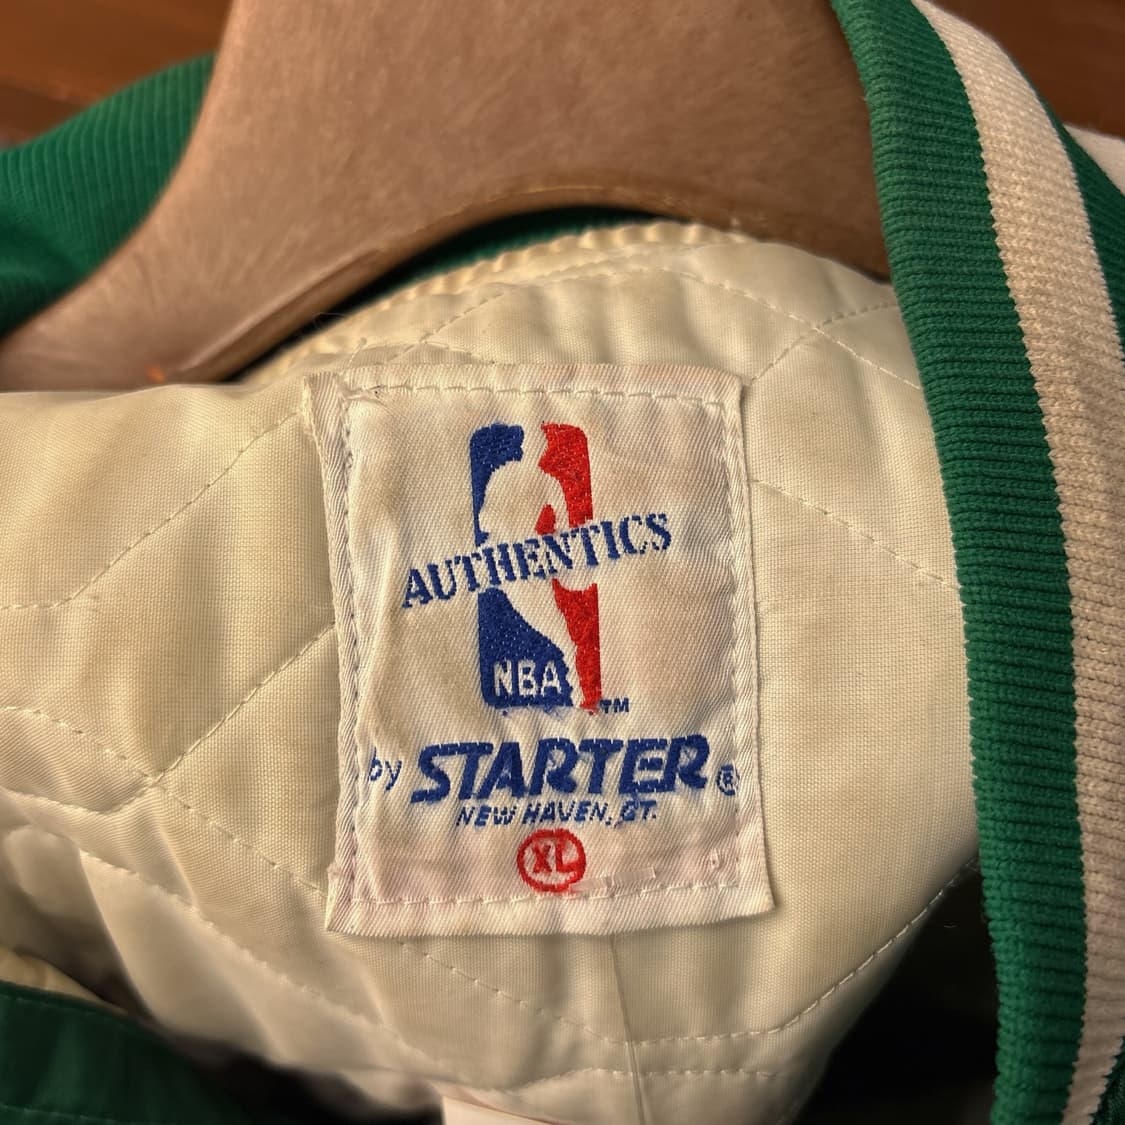 AUTHENTICS
NBA TM
by STARTER ®
NEW HAVEN, CT.
XL